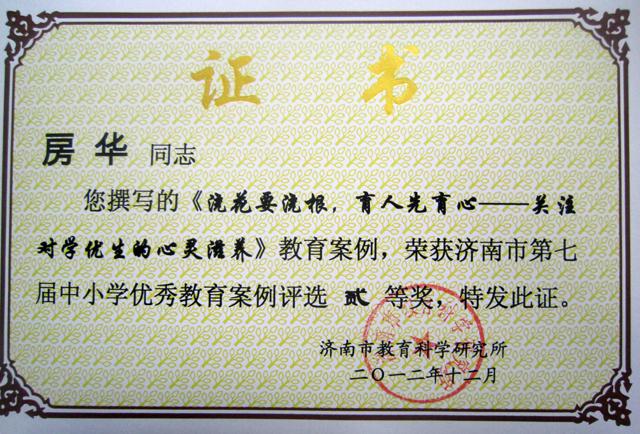 证 书
房华 同志
您撰写的《浇花要浇根，育人先育心——关注
对学优生的心灵滋养》教育案例，荣获济南市第七
届中小学优秀教育案例评选 贰 等奖，特发此证。
济南市教育科学研究所
二〇一二年十二月